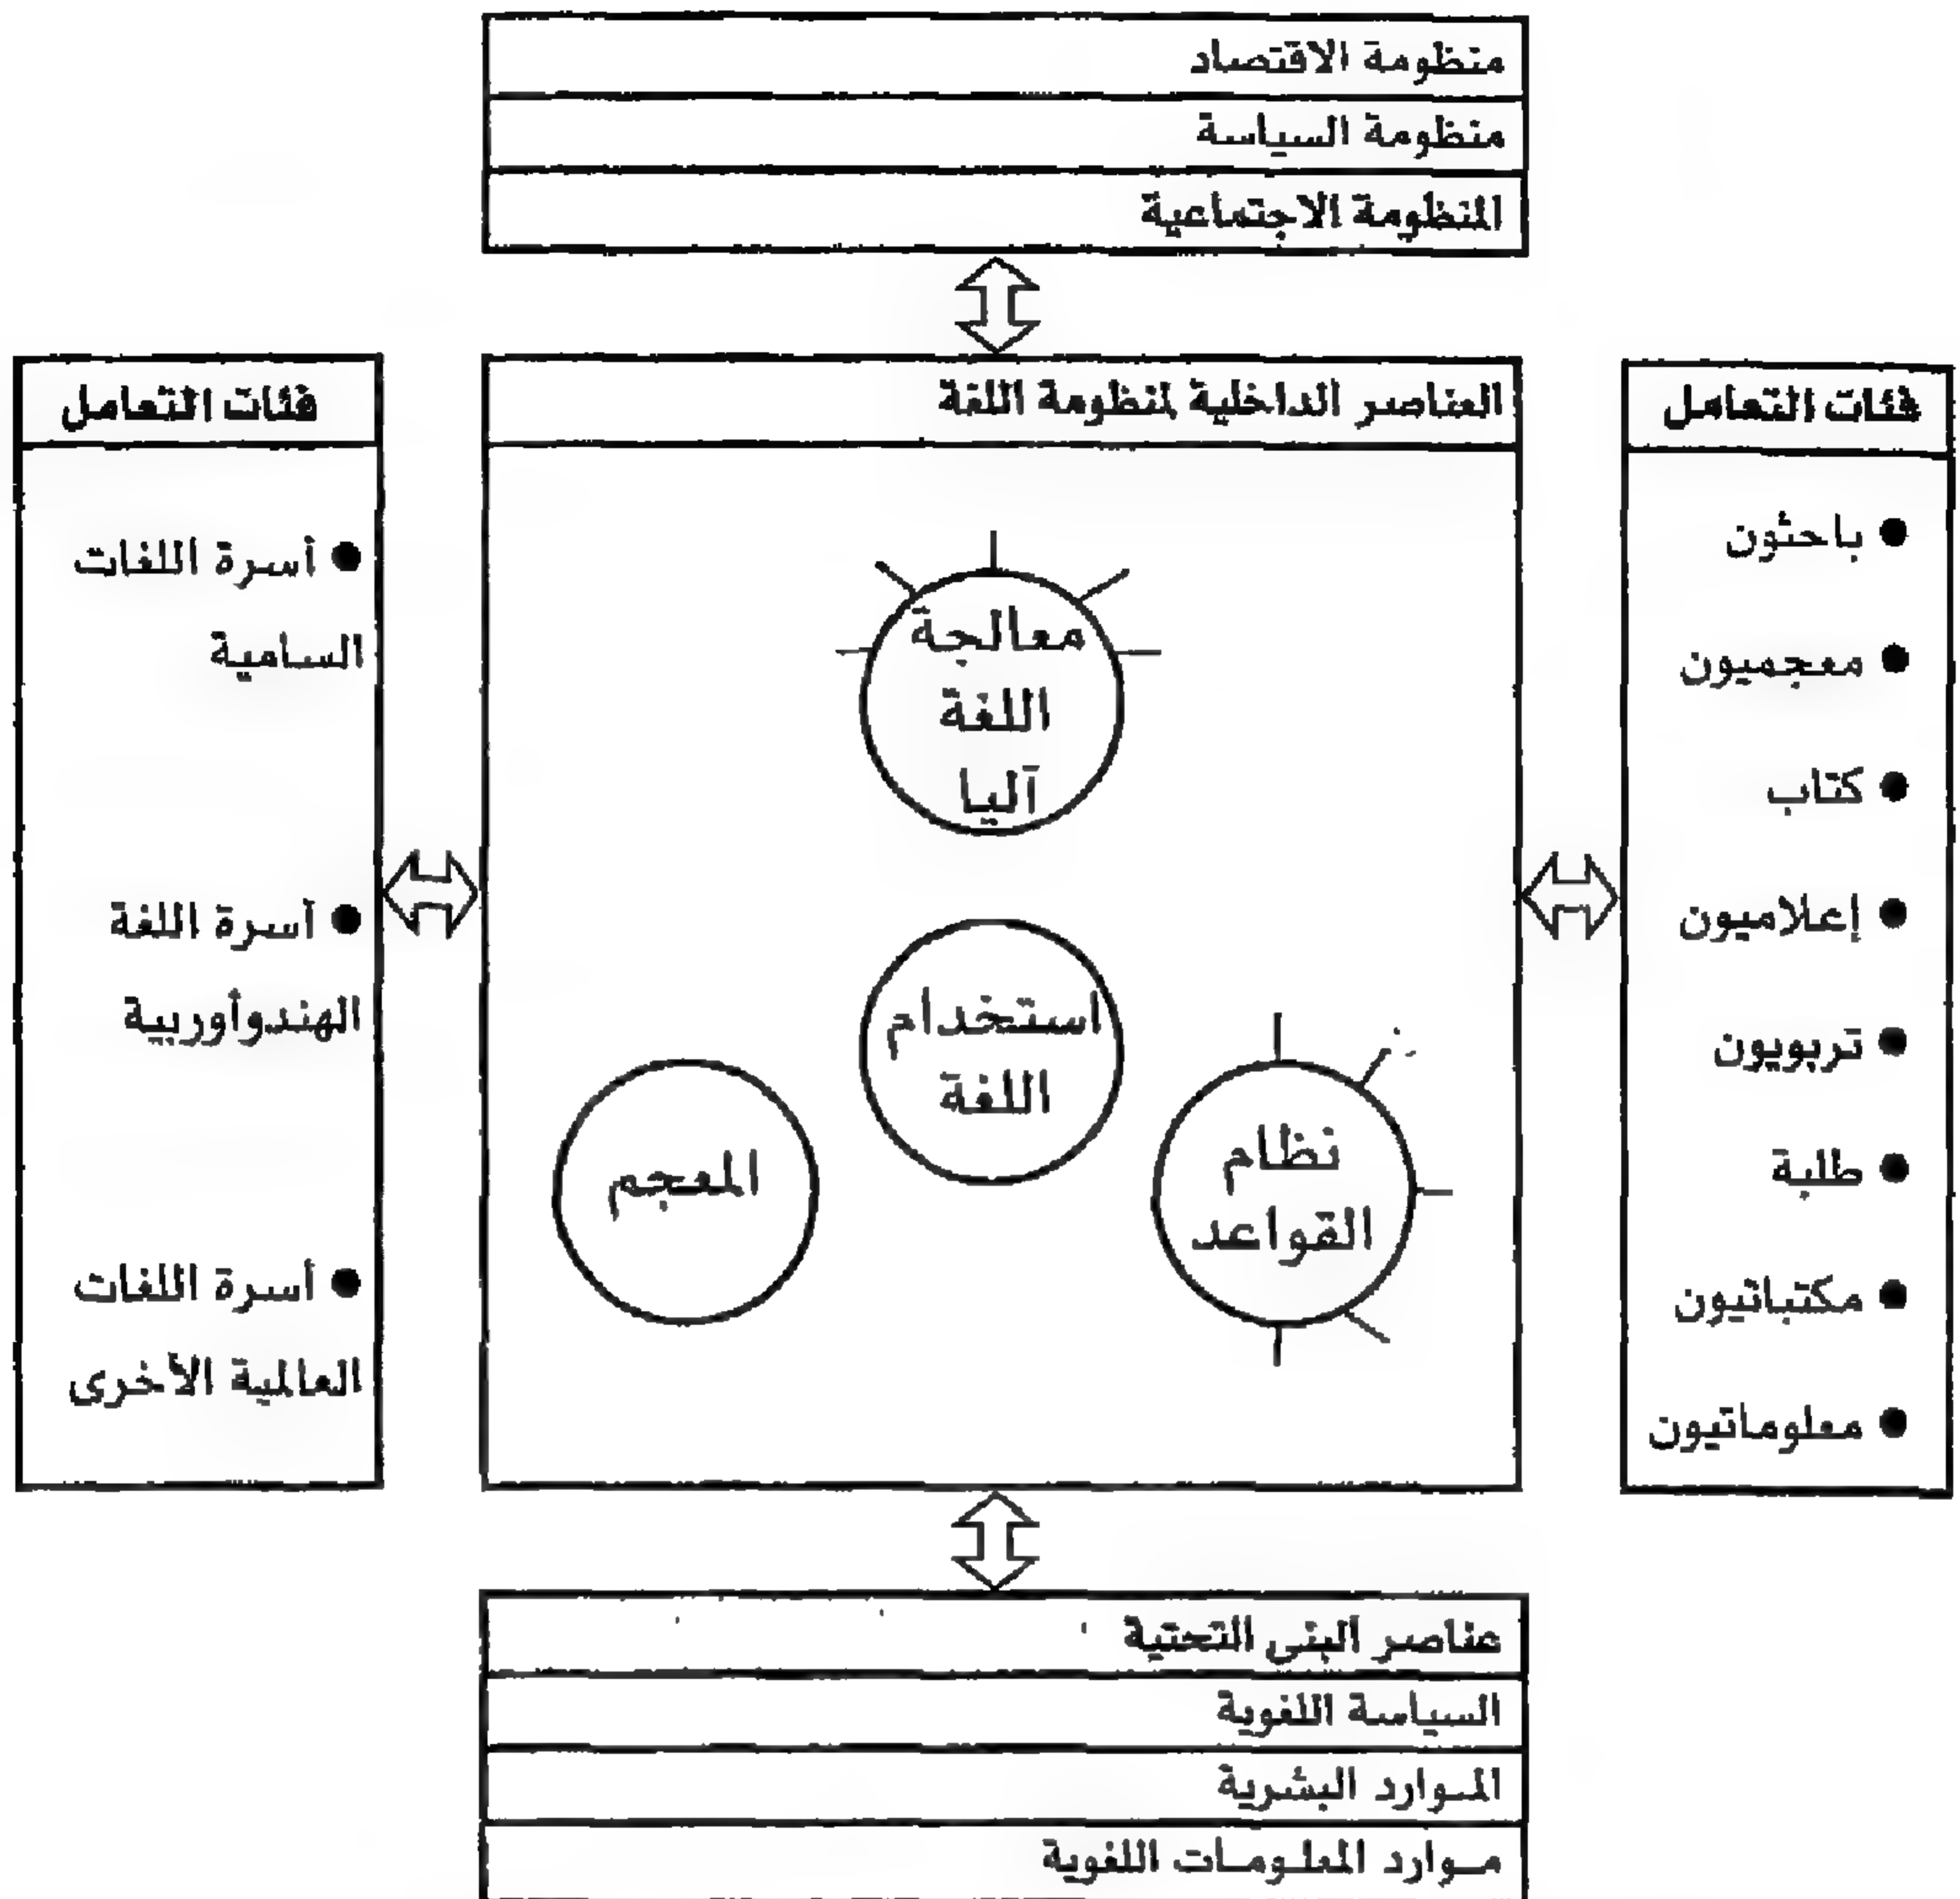 منظومة الاقتصاد
منظومة السياسة
المنظومة الاجتماعية
فئات التعامل
باحثون
معجميون
كتاب
إعلاميون
تربويون
طلبة
مكتباتيون
معلوماتيون
العناصر الداخلية لمنظومة اللغة
معالجة
اللغة
آليا
استخدام
اللغة
نظام
القواعد
المعجم
فئات التعامل
أسرة اللغات
السامية
أسرة اللغة
الهندوأوربية
أسرة اللغات
العالمية الأخرى
عناصر البنى التحتية
السياسة اللغوية
الموارد البشرية
موارد المعلومات اللغوية